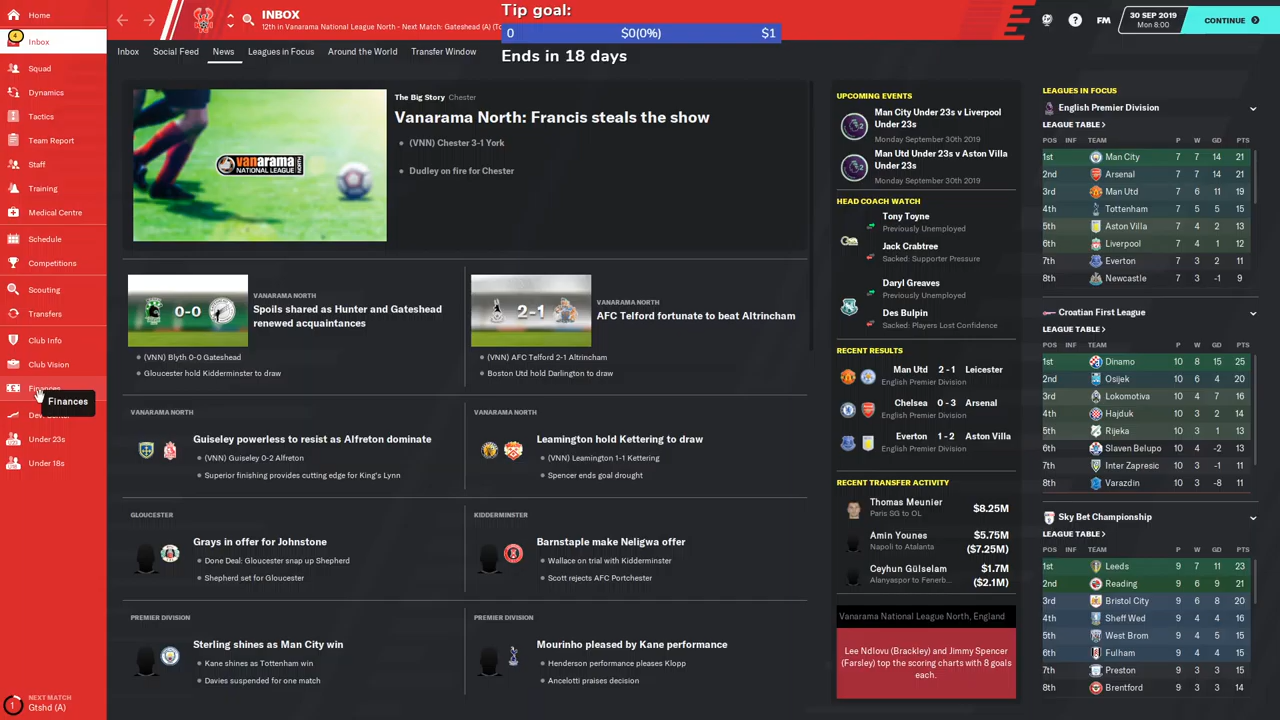 Home
4
Inbox
Squad
Dynamics
Tactics
Team Report
Staff
Training
Medical Centre
Schedule
Competitions
Scouting
Transfers
Club Info
Club Vision
Finances
Finances
Under 23s
Under 18s
1
NEXT MATCH
Gtshd (A)
INBOX
12th in Vanarama National League North - Next Match: Gateshead (A) (To
Tip goal:
0 $0(0%) $1
Ends in 18 days
?
FM
30 SEP 2019
Mon 8:00
CONTINUE
Inbox Social Feed News Leagues in Focus Around the World Transfer Window
vanarama
NATIONAL LEAGUE
NORTH
The Big Story Chester
Vanarama North: Francis steals the show
(VNN) Chester 3-1 York
Dudley on fire for Chester
0-0
VANARAMA NORTH
Spoils shared as Hunter and Gateshead
renewed acquaintances
(VNN) Blyth 0-0 Gateshead
Gloucester hold Kidderminster to draw
2-1
VANARAMA NORTH
AFC Telford fortunate to beat Altrincham
(VNN) AFC Telford 2-1 Altrincham
Boston Utd hold Darlington to draw
VANARAMA NORTH
Guiseley powerless to resist as Alfreton dominate
(VNN) Guiseley 0-2 Alfreton
Superior finishing provides cutting edge for King's Lynn
VANARAMA NORTH
Leamington hold Kettering to draw
(VNN) Leamington 1-1 Kettering
Spencer ends goal drought
GLOUCESTER
Grays in offer for Johnstone
Done Deal: Gloucester snap up Shepherd
Shepherd set for Gloucester
KIDDERMINSTER
Barnstaple make Neligwa offer
Wallace on trial with Kidderminster
Scott rejects AFC Portchester
PREMIER DIVISION
Sterling shines as Man City win
Kane shines as Tottenham win
Davies suspended for one match
PREMIER DIVISION
Mourinho pleased by Kane performance
Henderson performance pleases Klopp
Ancelotti praises decision
UPCOMING EVENTS
Man City Under 23s v Liverpool
Under 23s
Monday September 30th 2019
Man Utd Under 23s v Aston Villa
Under 23s
Monday September 30th 2019
HEAD COACH WATCH
Tony Toyne
Previously Unemployed
Jack Crabtree
Sacked: Supporter Pressure
Daryl Greaves
Previously Unemployed
Des Bulpin
Sacked: Players Lost Confidence
RECENT RESULTS
Man Utd 2 - 1 Leicester
English Premier Division
Chelsea 0 - 3 Arsenal
English Premier Division
Everton 1 - 2 Aston Villa
English Premier Division
RECENT TRANSFER ACTIVITY
Thomas Meunier
Paris SG to OL
$8.25M
Amin Younes
Napoli to Atalanta
$5.75M
($7.25M)
Ceyhun Gülselam
Alanyaspor to Fenerb...
$1.7M
($2.1M)
Vanarama National League North, England
Lee Ndlovu (Brackley) and Jimmy Spencer
(Farsley) top the scoring charts with 8 goals
each.
LEAGUES IN FOCUS
English Premier Division
LEAGUE TABLE
POS INF TEAM P W GD PTS
1st Man City 7 7 14 21
2nd Arsenal 7 7 14 21
3rd Man Utd 7 6 11 19
4th Tottenham 7 5 5 15
5th Aston Villa 7 4 2 13
6th Liverpool 7 4 1 12
7th Everton 7 3 2 11
8th Newcastle 7 3 -1 9
Croatian First League
LEAGUE TABLE
POS INF TEAM P W GD PTS
1st Dinamo 10 8 15 25
2nd Osijek 10 6 4 20
3rd Lokomotiva 10 4 7 16
4th Hajduk 10 3 2 14
5th Rijeka 10 3 1 13
6th Slaven Belupo 10 4 -2 13
7th Inter Zapresic 10 3 -1 11
8th Varazdin 10 3 -8 11
Sky Bet Championship
LEAGUE TABLE
POS INF TEAM P W GD PTS
1st Leeds 9 7 11 23
2nd Reading 9 6 9 21
3rd Bristol City 9 6 8 20
4th Sheff Wed 9 4 4 16
5th West Brom 9 4 5 15
6th Fulham 9 4 5 15
7th Preston 9 4 3 15
8th Brentford 9 3 3 14